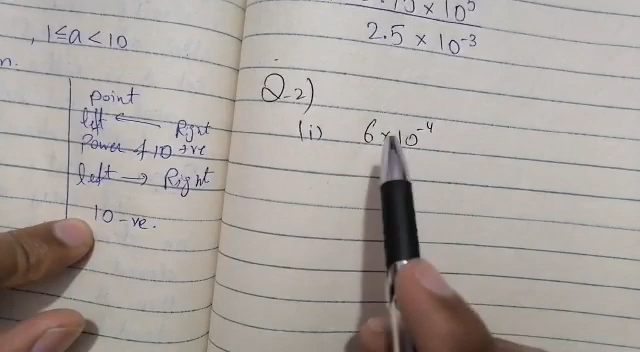 , 1≤a<10
n.
point
left ← Right
Power of 10 +ve
left → Right
10 -ve.
2.5 × 10⁻³
Q-2)
(i) 6×10⁻⁴